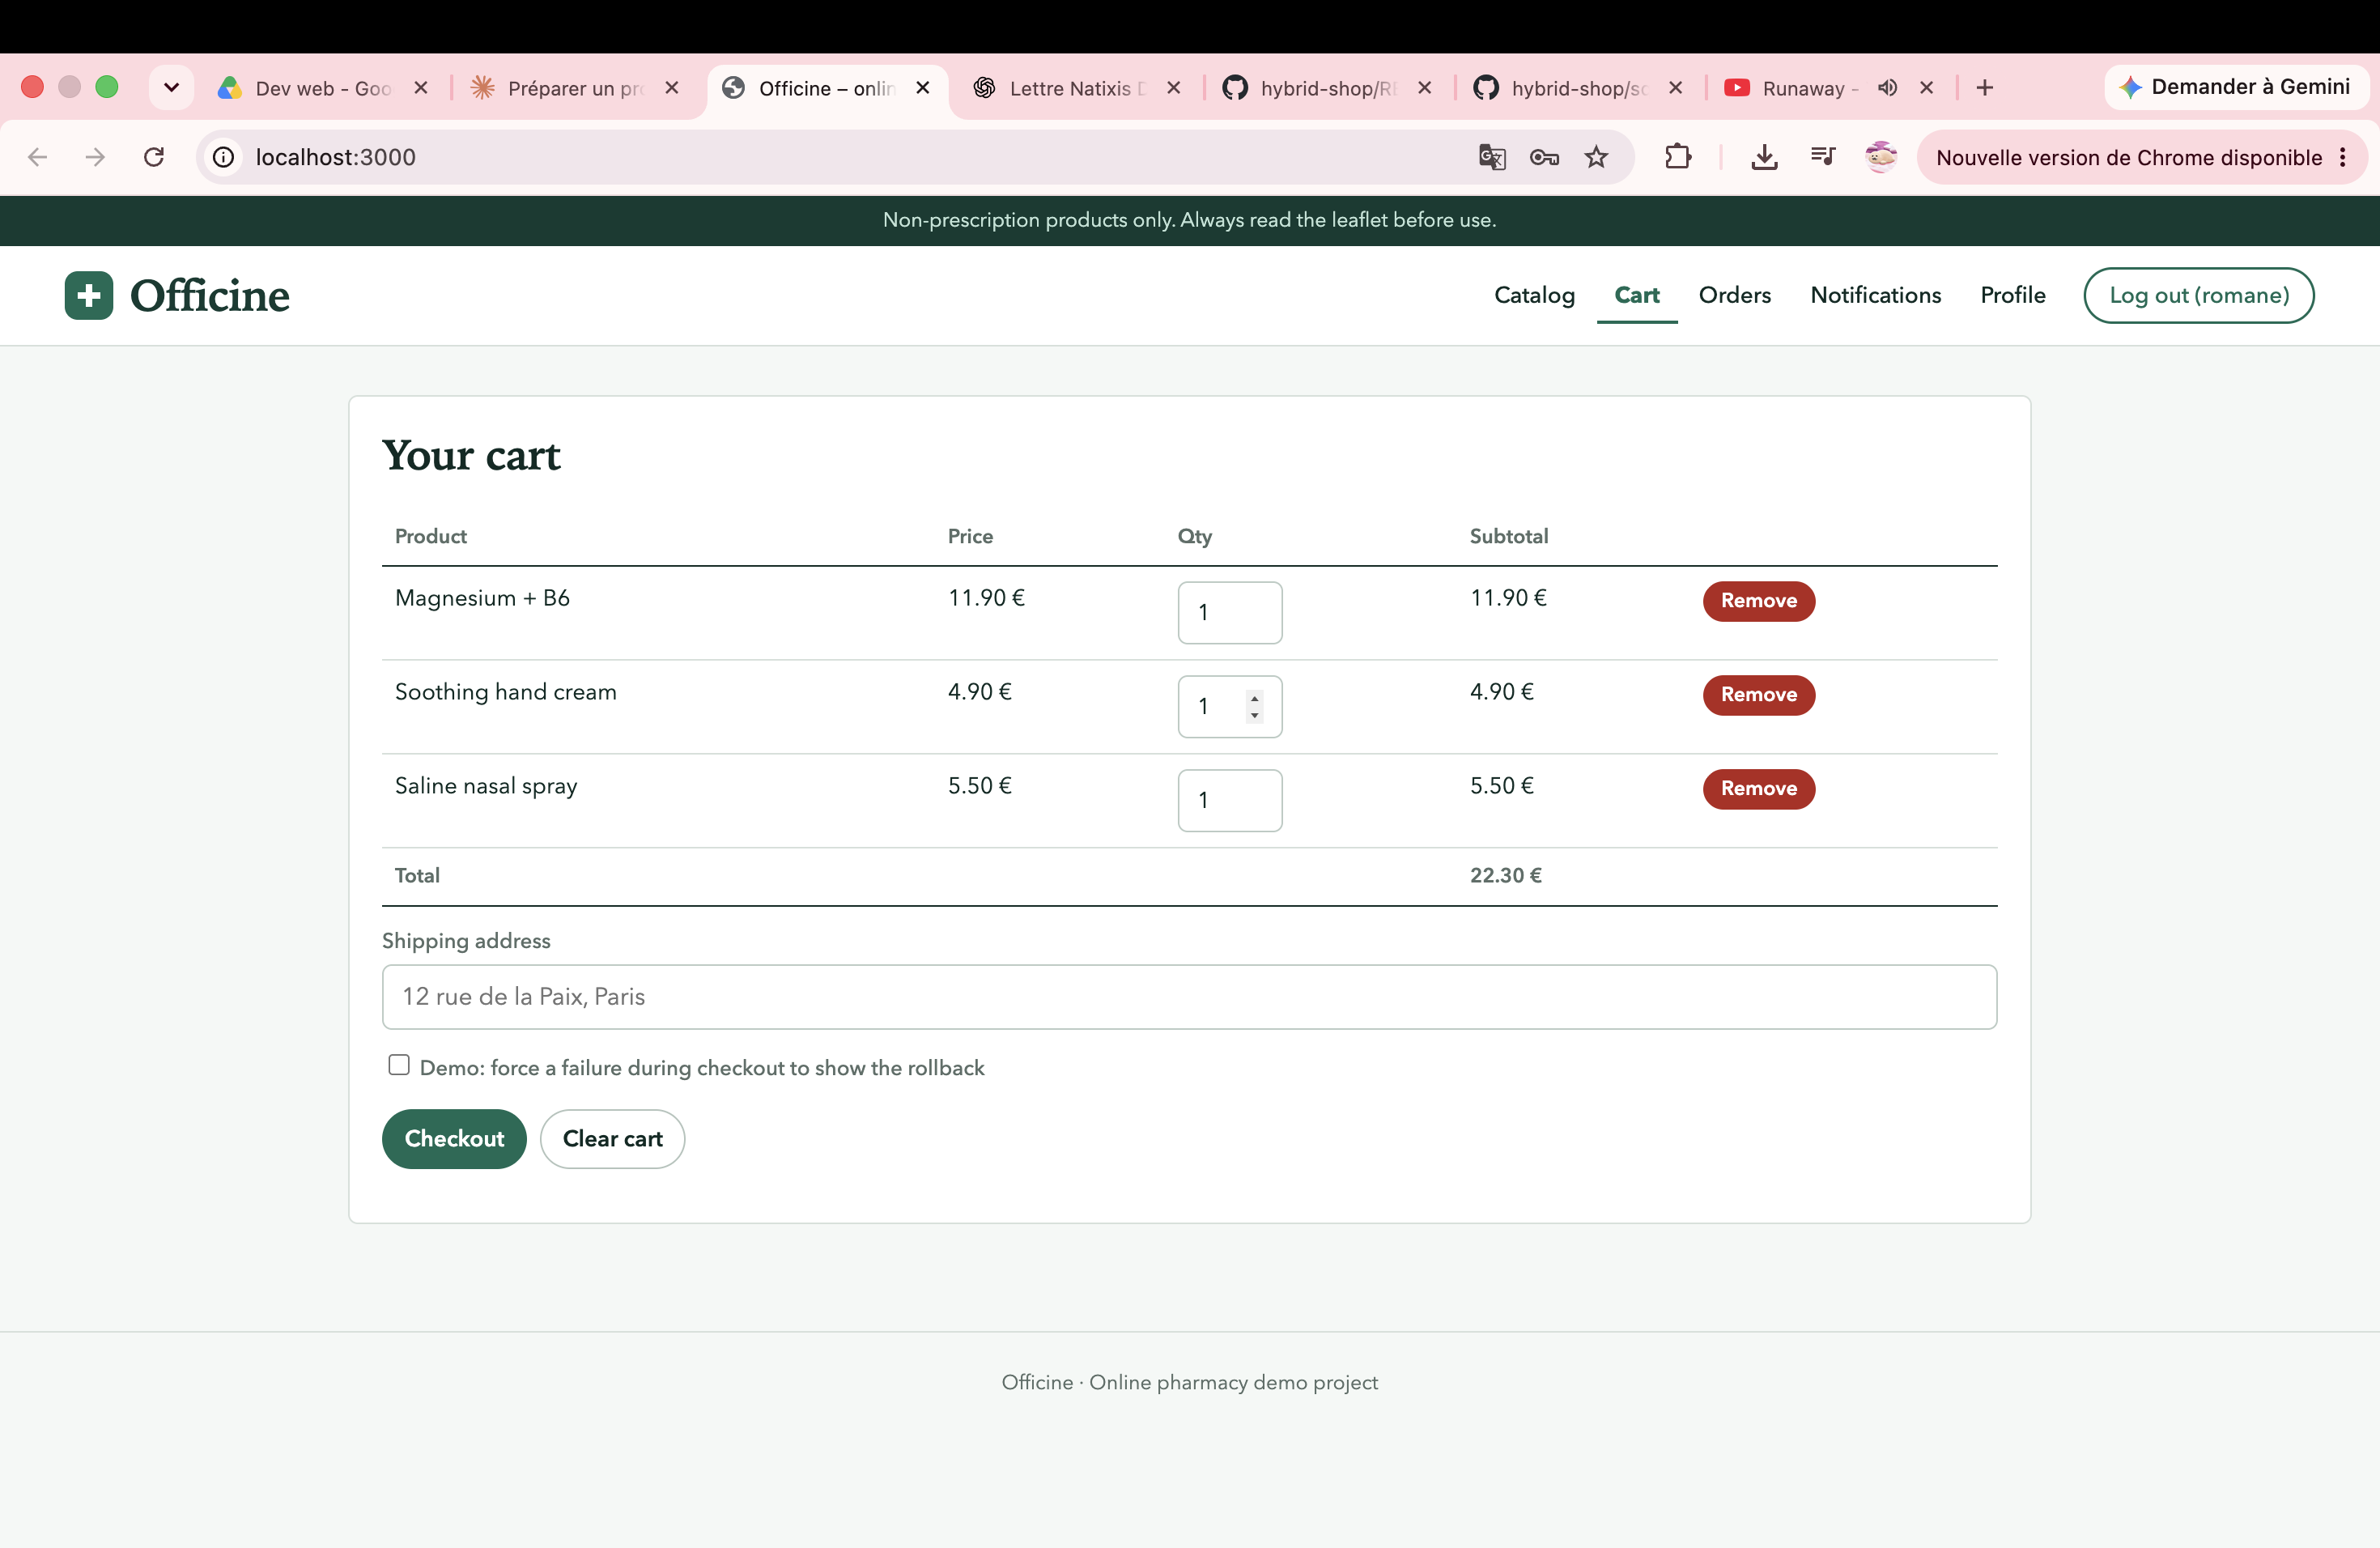 Dev web - Goo
Préparer un pr
Officine – onlin
Lettre Natixis D
hybrid-shop/RE
hybrid-shop/sc
Runaway -
Demander à Gemini
localhost:3000
Nouvelle version de Chrome disponible
Non-prescription products only. Always read the leaflet before use.
Officine
Catalog Cart Orders Notifications Profile Log out (romane)
Your cart
Product Price Qty Subtotal
Magnesium + B6 11.90 € 1 11.90 € Remove
Soothing hand cream 4.90 € 1 4.90 € Remove
Saline nasal spray 5.50 € 1 5.50 € Remove
Total 22.30 €
Shipping address
12 rue de la Paix, Paris
Demo: force a failure during checkout to show the rollback
Checkout Clear cart
Officine · Online pharmacy demo project